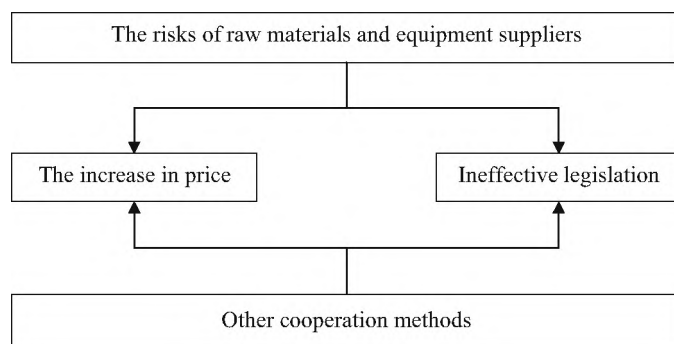 The risks of raw materials and equipment suppliers
The increase in price
Ineffective legislation
Other cooperation methods